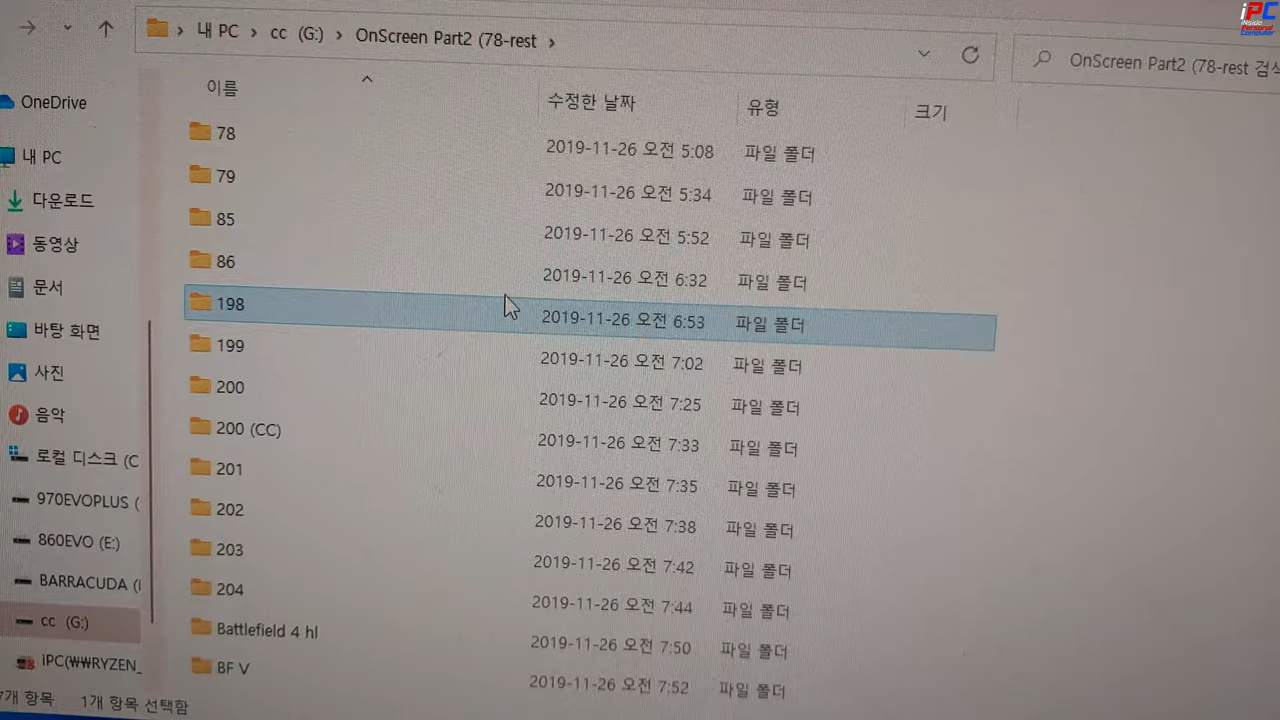 iPC
iNside
Personal
Computer
내 PC > cc (G:) > OnScreen Part2 (78-rest >
OnScreen Part2 (78-rest 검색
이름 수정한 날짜 유형 크기
78 2019-11-26 오전 5:08 파일 폴더
79 2019-11-26 오전 5:34 파일 폴더
85 2019-11-26 오전 5:52 파일 폴더
86 2019-11-26 오전 6:32 파일 폴더
198 2019-11-26 오전 6:53 파일 폴더
199 2019-11-26 오전 7:02 파일 폴더
200 2019-11-26 오전 7:25 파일 폴더
200 (CC) 2019-11-26 오전 7:33 파일 폴더
201 2019-11-26 오전 7:35 파일 폴더
202 2019-11-26 오전 7:38 파일 폴더
203 2019-11-26 오전 7:42 파일 폴더
204 2019-11-26 오전 7:44 파일 폴더
Battlefield 4 hl 2019-11-26 오전 7:50 파일 폴더
BF V 2019-11-26 오전 7:52 파일 폴더
OneDrive
내 PC
다운로드
동영상
문서
바탕 화면
사진
음악
로컬 디스크 (C
970EVOPLUS (
860EVO (E:)
BARRACUDA (
cc (G:)
iPC(₩₩RYZEN_
7개 항목 1개 항목 선택함